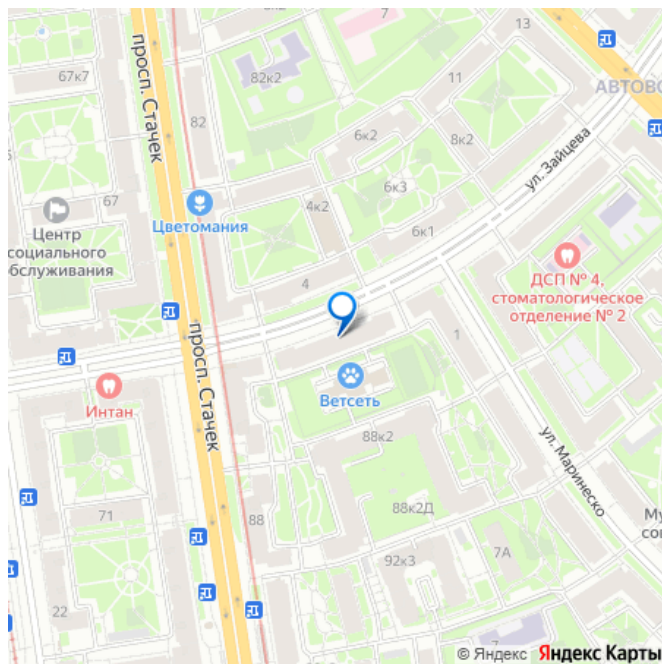 7
13
67к7
82к2
11
АВТОВО
просп. Стачек
82
6к2
8к2
ул. Зайцева
67
Цветомания
4к2
6к3
Центр
социального
обслуживания
6к1
4
ДСП № 4,
стоматологическое
отделение № 2
просп. Стачек
1
Интан
Ветсеть
88к2
ул. Маринеско
88к2Д
71
88
7А
92к3
22
© Яндекс Яндекс Карты